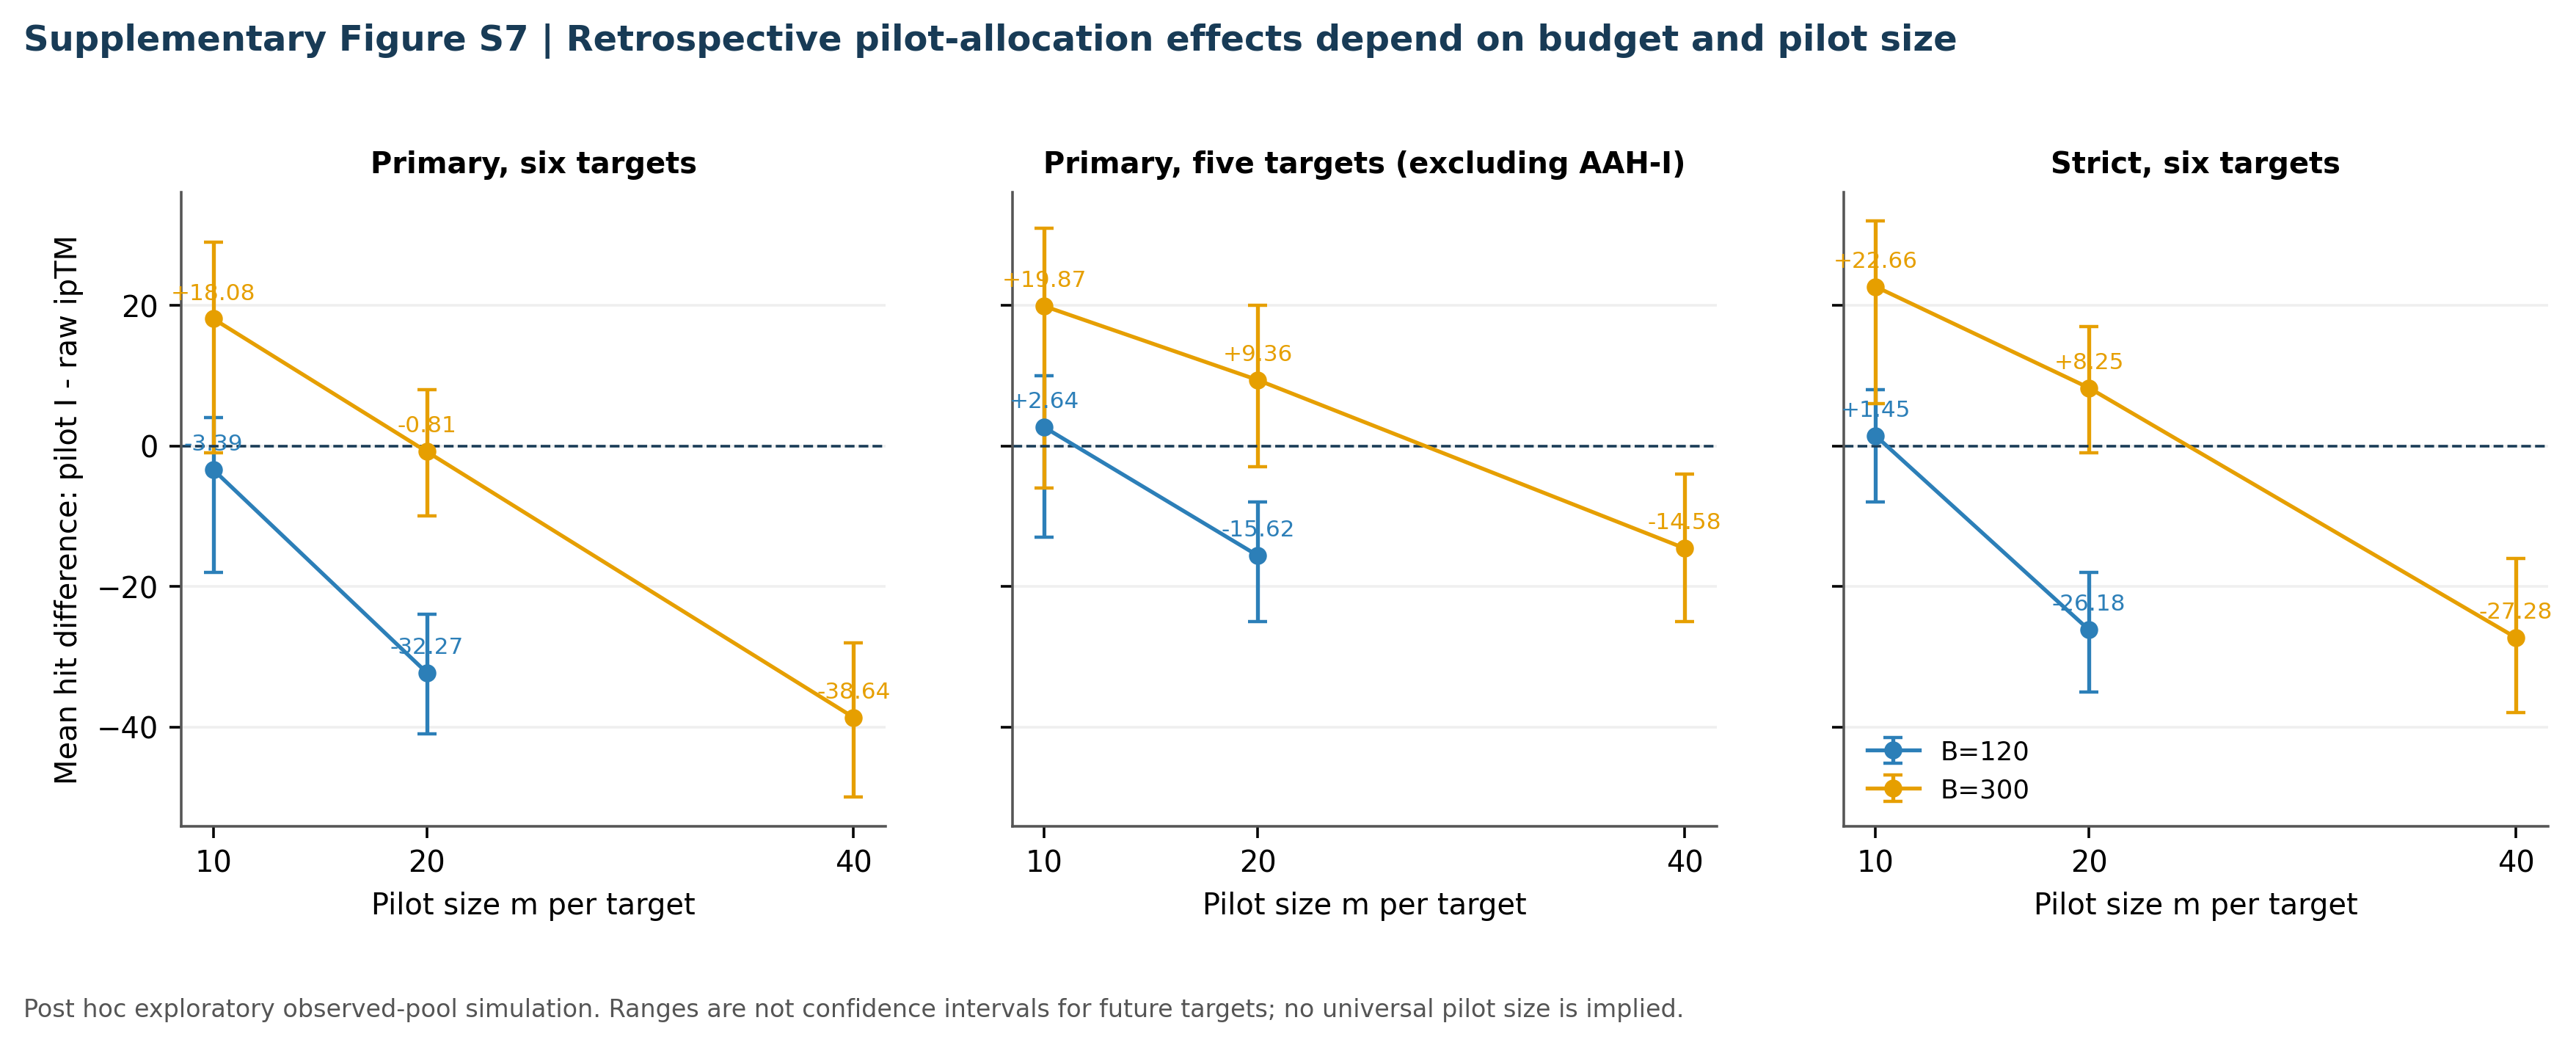 Supplementary Figure S7 | Retrospective pilot-allocation effects depend on budget and pilot size
Primary, six targets
Mean hit difference: pilot I - raw ipTM
20
0
−20
−40
+18.08
-0.81
-38.64
-3.39
-32.27
10
20
40
Pilot size m per target
Primary, five targets (excluding AAH-I)
+19.87
+9.36
-14.58
+2.64
-15.62
10
20
40
Pilot size m per target
Strict, six targets
+22.66
+8.25
-27.28
+1.45
-26.18
B=120
B=300
10
20
40
Pilot size m per target
Post hoc exploratory observed-pool simulation. Ranges are not confidence intervals for future targets; no universal pilot size is implied.